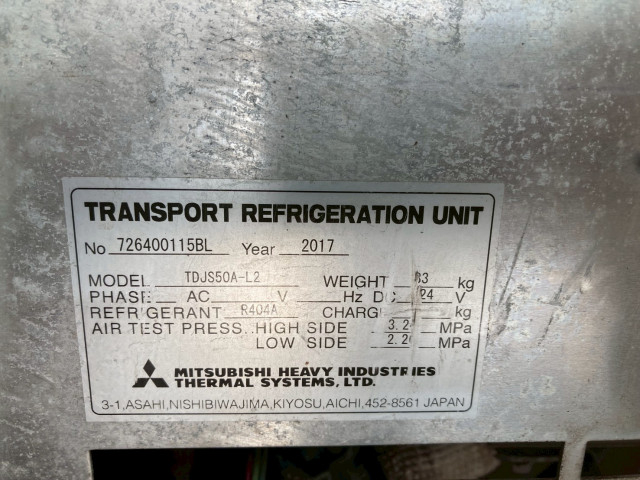 TRANSPORT REFRIGERATION UNIT
No 726400115BL Year 2017
MODEL TDJS50A-L2 WEIGHT kg
PHASE AC V Hz DC 24 V
REFRIGERANT R404A CHARGE kg
AIR TEST PRESS. HIGH SIDE MPa
LOW SIDE MPa
MITSUBISHI HEAVY INDUSTRIES
THERMAL SYSTEMS, LTD.
3-1, ASAHI, NISHIBIWAJIMA, KIYOSU, AICHI, 452-8561 JAPAN